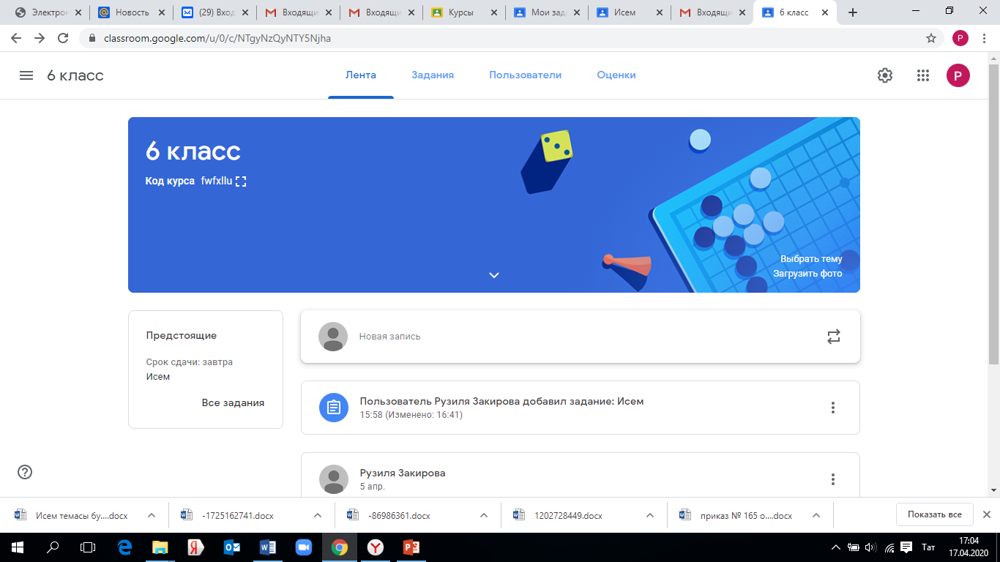 Электрон
Новость
(29) Вход
Входящи
Входящи
Курсы
Мои зада
Исем
Входящи
6 класс
classroom.google.com/u/0/c/NTgyNzQyNTY5Njha
P
6 класс
Лента
Задания
Пользователи
Оценки
P
6 класс
Код курса fwfxllu
Выбрать тему
Загрузить фото
Предстоящие
Срок сдачи: завтра
Исем
Все задания
Новая запись
Пользователь Рузиля Закирова добавил задание: Исем
15:58 (Изменено: 16:41)
Рузиля Закирова
5 апр.
Исем темасы бу....docx
-1725162741.docx
-86986361.docx
1202728449.docx
приказ № 165 о....docx
Показать все
Тат
17:04
17.04.2020